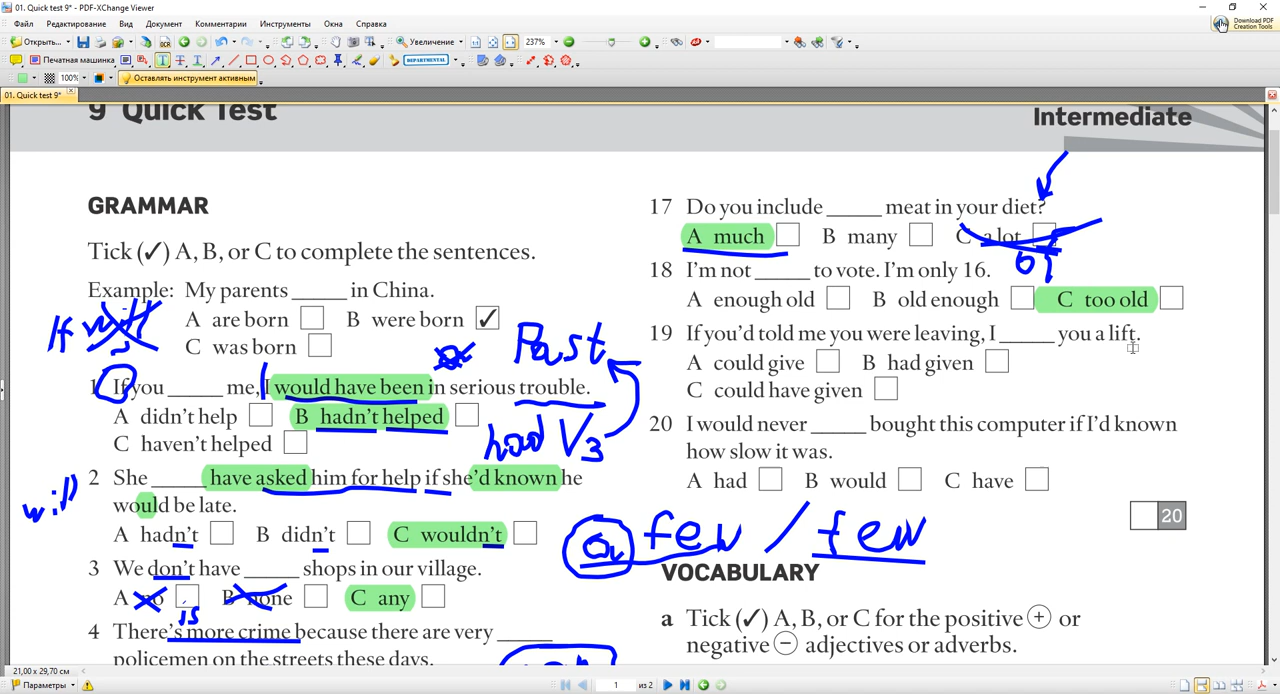 01. Quick test 9* - PDF-XChange Viewer
Файл Редактирование Вид Документ Комментарии Инструменты Окна Справка
Download PDF Creation Tools
Открыть... OCR Увеличение 237%
Печатная машинка DEPARTMENTAL
100% Оставлять инструмент активным
01. Quick test 9*
9 Quick Test
Intermediate
GRAMMAR
Tick (✓) A, B, or C to complete the sentences.
Example: My parents _____ in China.
A are born B were born ✓
C was born
If will
Past
1 If you _____ me, I would have been in serious trouble.
A didn't help B hadn't helped
C haven't helped
had V3
2 She _____ have asked him for help if she'd known he
would be late.
will
A hadn't B didn't C wouldn't
3 We don't have _____ shops in our village.
A no B none C any
is
4 There's more crime because there are very _____
policemen on the streets these days.
17 Do you include _____ meat in your diet?
A much B many C a lot
of
18 I'm not _____ to vote. I'm only 16.
A enough old B old enough C too old
19 If you'd told me you were leaving, I _____ you a lift.
A could give B had given
C could have given
20 I would never _____ bought this computer if I'd known
how slow it was.
A had B would C have
20
a few / few
VOCABULARY
a Tick (✓) A, B, or C for the positive + or
negative − adjectives or adverbs.
21,00 x 29,70 см
Параметры 1 из 2